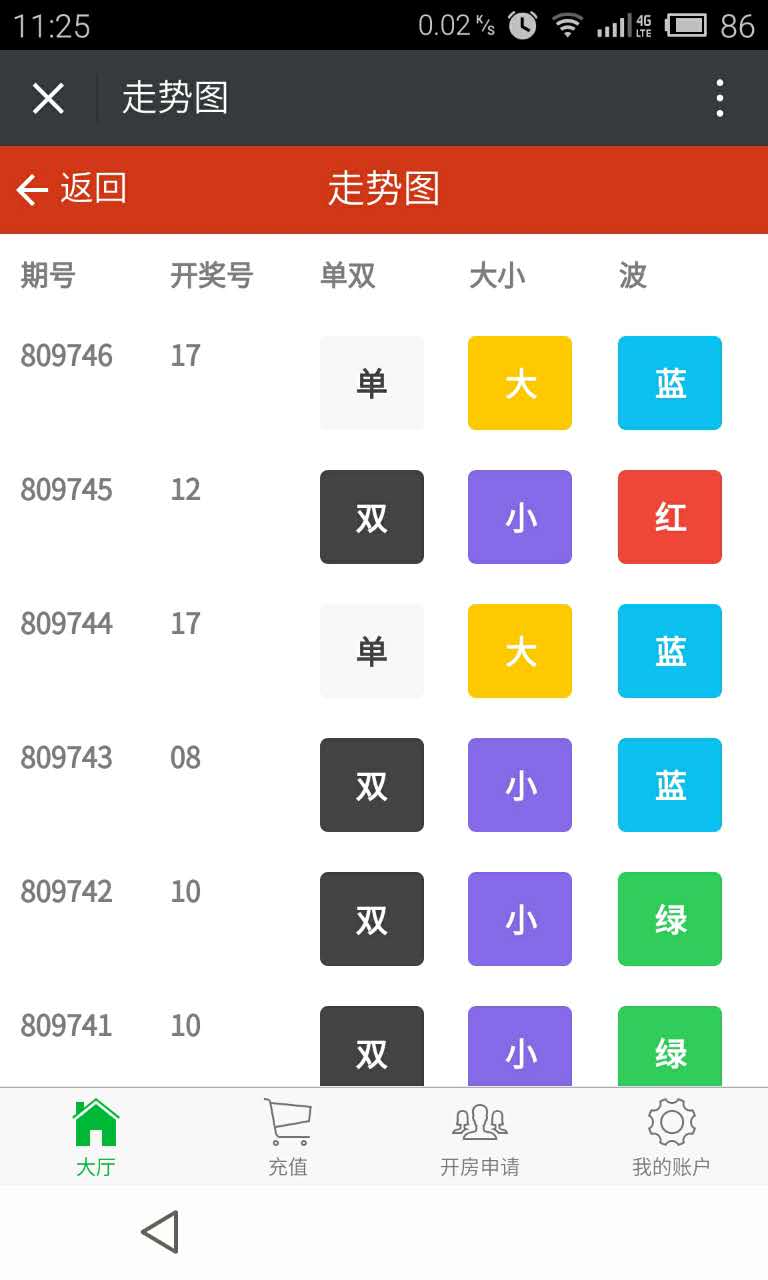 11:25 0.02 K/s 4G LTE 86
走势图
返回 走势图
期号 开奖号 单双 大小 波
809746 17 单 大 蓝
809745 12 双 小 红
809744 17 单 大 蓝
809743 08 双 小 蓝
809742 10 双 小 绿
809741 10 双 小 绿
大厅 充值 开房申请 我的账户